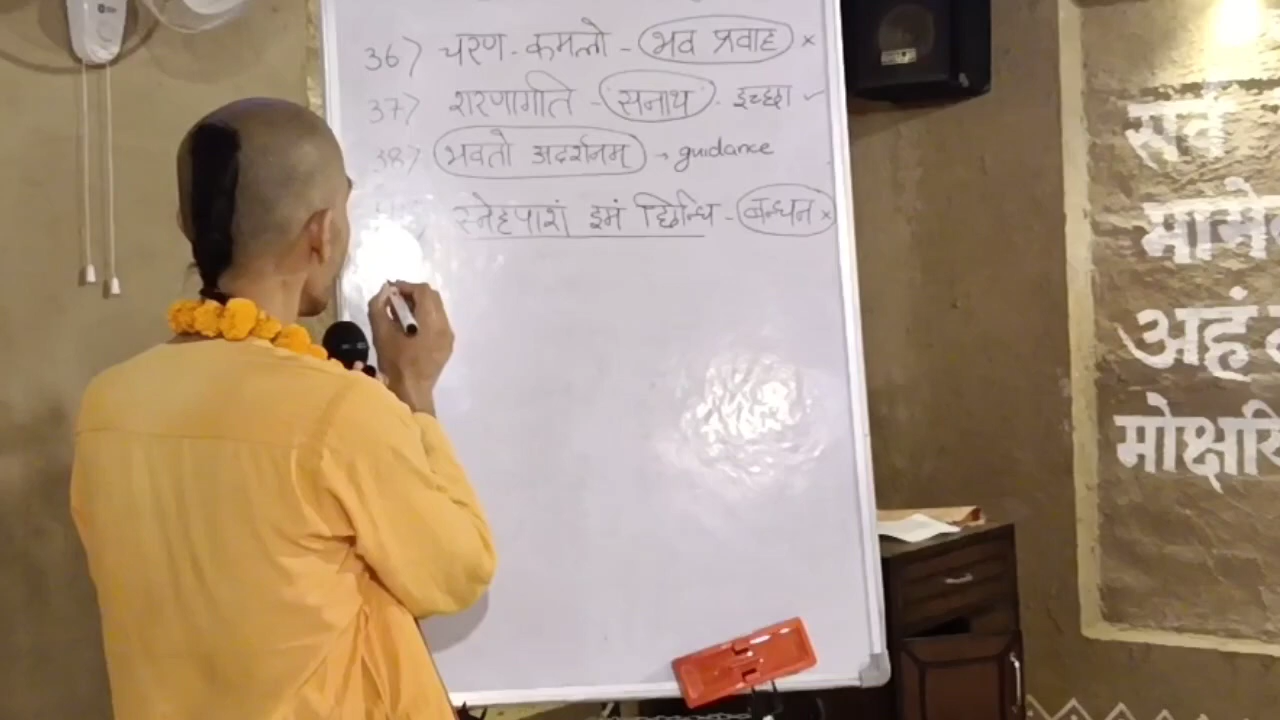 36> चरण-कमलो - भव प्रवाह ×
37> शरणागति - सनाथ - इच्छा ✓
38> भवतो अदर्शनम् → guidance
स्नेहपाशं इमं छिन्धि - बन्धन ×
सर्व
मामे
अहं
मोक्षयि